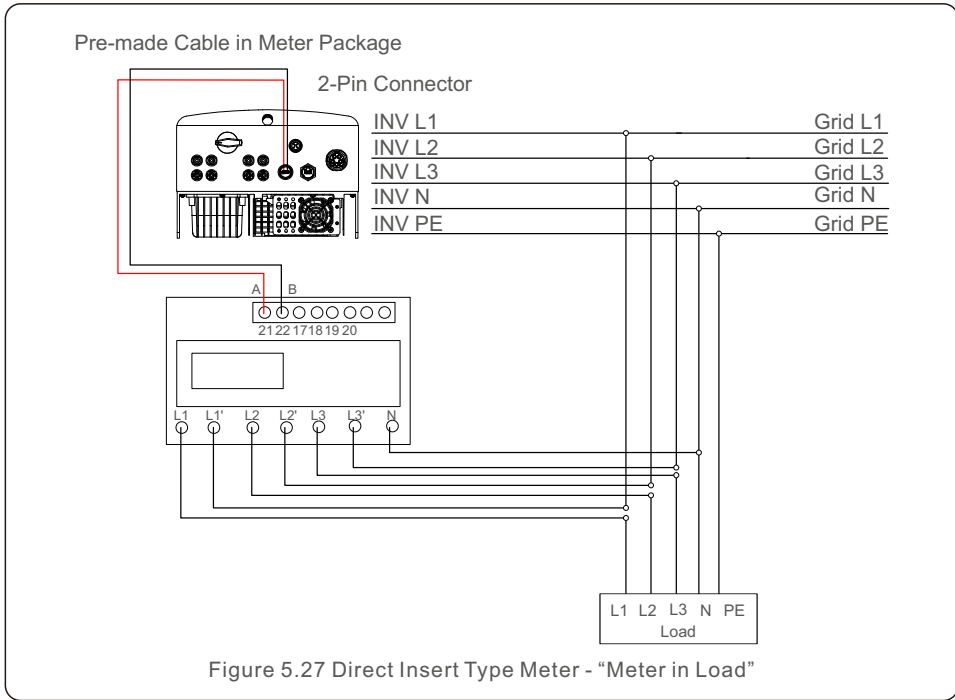 Pre-made Cable in Meter Package
2-Pin Connector
INV L1 Grid L1
INV L2 Grid L2
INV L3 Grid L3
INV N Grid N
INV PE Grid PE
A B
21 22 17 18 19 20
L1 L1' L2 L2' L3 L3' N
L1 L2 L3 N PE
Load
Figure 5.27 Direct Insert Type Meter - “Meter in Load”